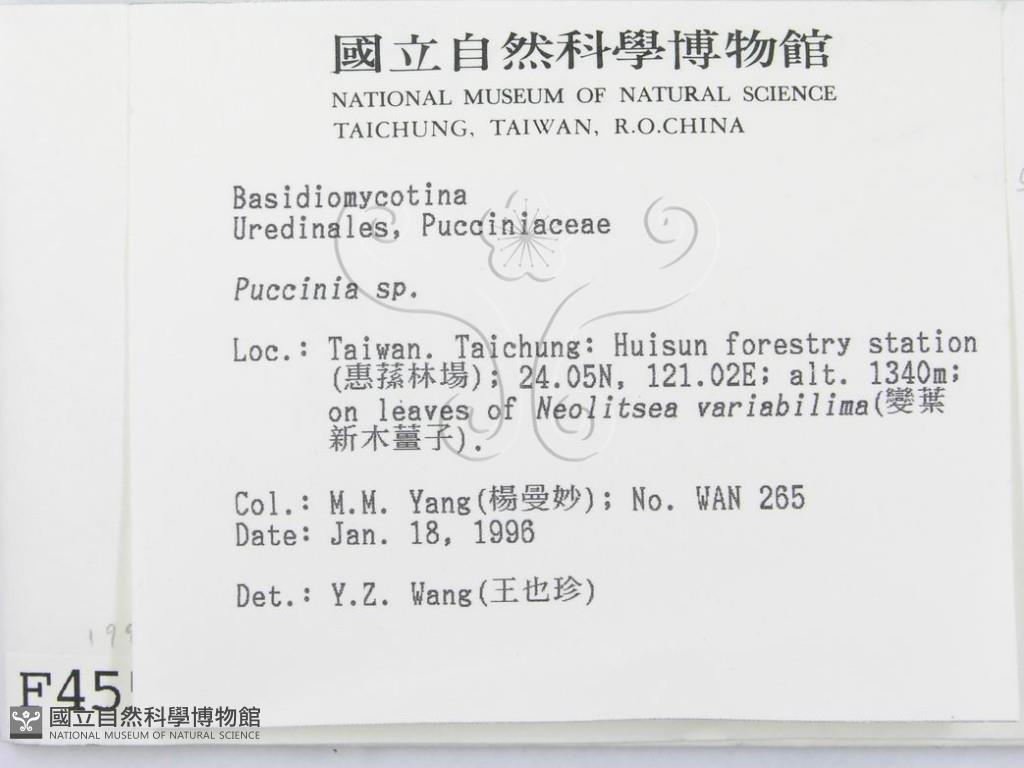 國立自然科學博物館
NATIONAL MUSEUM OF NATURAL SCIENCE
TAICHUNG, TAIWAN, R.O.CHINA
Basidiomycotina
Uredinales, Pucciniaceae
Puccinia sp.
Loc.: Taiwan. Taichung: Huisun forestry station
(惠蓀林場); 24.05N, 121.02E; alt. 1340m;
on leaves of Neolitsea variabilima(變葉
新木薑子).
Col.: M.M. Yang(楊曼妙); No. WAN 265
Date: Jan. 18, 1996
Det.: Y.Z. Wang(王也珍)
國立自然科學博物館
NATIONAL MUSEUM OF NATURAL SCIENCE